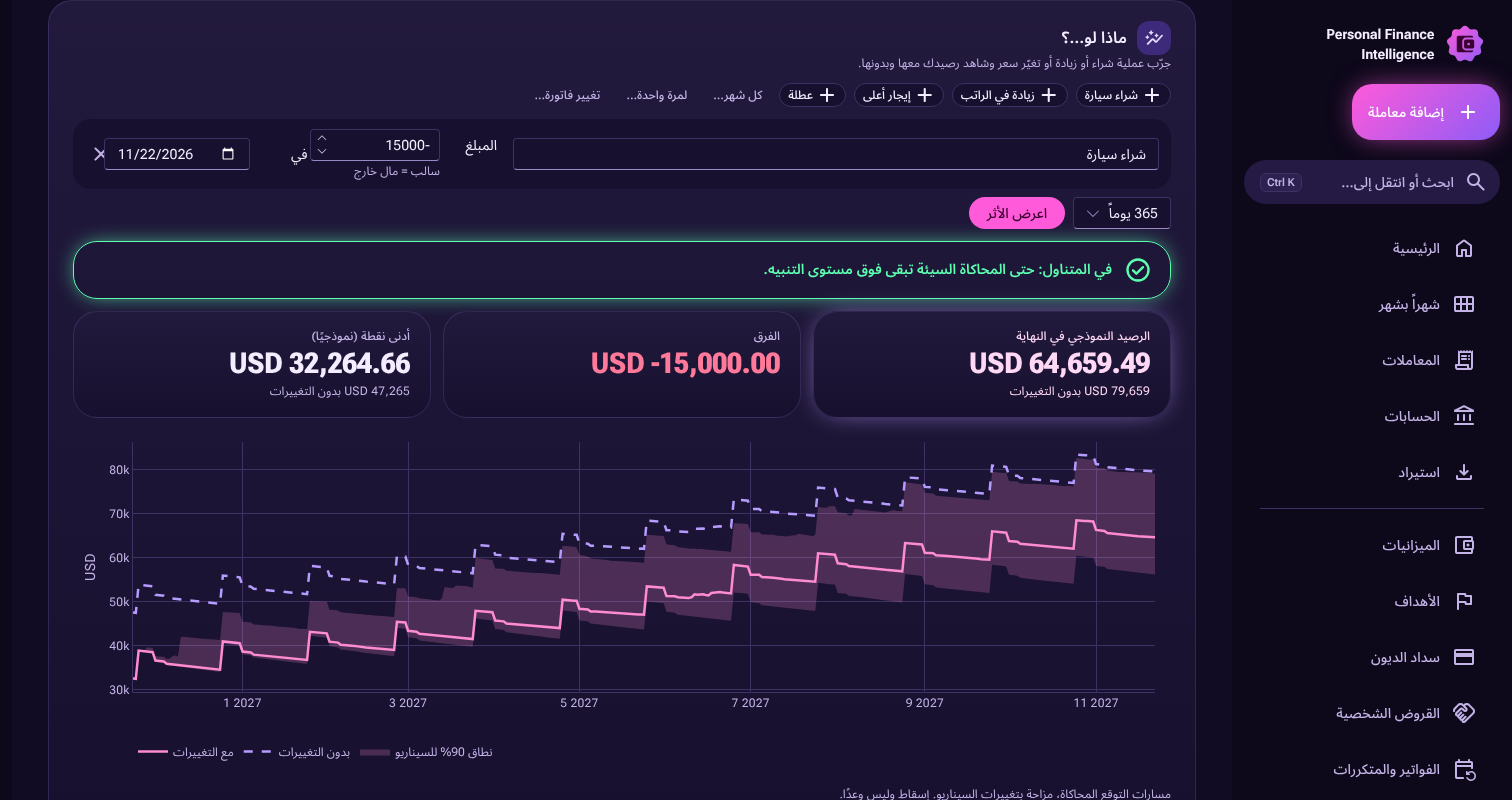 Personal Finance
Intelligence
إضافة معاملة
ابحث أو انتقل إلى...
Ctrl K
الرئيسية
شهراً بشهر
المعاملات
الحسابات
استيراد
الميزانيات
الأهداف
سداد الديون
القروض الشخصية
الفواتير والمتكررات
ماذا لو...؟
جرّب عملية شراء أو زيادة أو تغيّر سعر وشاهد رصيدك معها وبدونها.
شراء سيارة
زيادة في الراتب
إيجار أعلى
عطلة
كل شهر...
لمرة واحدة...
تغيير فاتورة...
شراء سيارة
المبلغ
-15000
سالب = مال خارج
في
11/22/2026
365 يوماً
اعرض الأثر
في المتناول: حتى المحاكاة السيئة تبقى فوق مستوى التنبيه.
الرصيد النموذجي في النهاية
USD 64,659.49
USD 79,659 بدون التغييرات
الفرق
USD -15,000.00
أدنى نقطة (نموذجيًا)
USD 32,264.66
USD 47,265 بدون التغييرات
USD
80k
70k
60k
50k
40k
30k
1 2027
3 2027
5 2027
7 2027
9 2027
11 2027
مع التغييرات
بدون التغييرات
نطاق 90% للسيناريو
مسارات التوقع المحاكاة، مزاحة بتغييرات السيناريو. إسقاط وليس وعدًا.